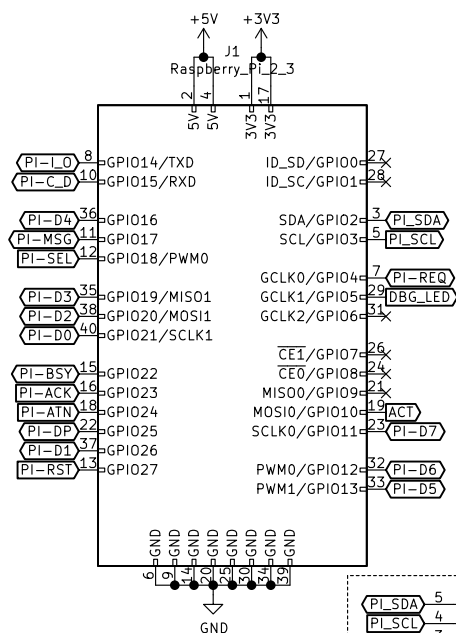 +5V +3V3
J1
Raspberry_Pi_2_3
2 4 1 17
5V 5V 3V3 3V3
PI-I_O 8 GPIO14/TXD ID_SD/GPIO0 27
PI-C_D 10 GPIO15/RXD ID_SC/GPIO1 28
PI-D4 36 GPIO16 SDA/GPIO2 3 PI_SDA
PI-MSG 11 GPIO17 SCL/GPIO3 5 PI_SCL
PI-SEL 12 GPIO18/PWM0
GCLK0/GPIO4 7 PI-REQ
PI-D3 35 GPIO19/MISO1 GCLK1/GPIO5 29 DBG_LED
PI-D2 38 GPIO20/MOSI1 GCLK2/GPIO6 31
PI-D0 40 GPIO21/SCLK1
CE1/GPIO7 26
PI-BSY 15 GPIO22 CE0/GPIO8 24
PI-ACK 16 GPIO23 MISO0/GPIO9 21
PI-ATN 18 GPIO24 MOSI0/GPIO10 19 ACT
PI-DP 22 GPIO25 SCLK0/GPIO11 23 PI-D7
PI-D1 37 GPIO26
PI-RST 13 GPIO27 PWM0/GPIO12 32 PI-D6
PWM1/GPIO13 33 PI-D5
GND GND GND GND GND GND GND GND
6 9 14 20 25 30 34 39
GND
PI_SDA 5
PI_SCL 4